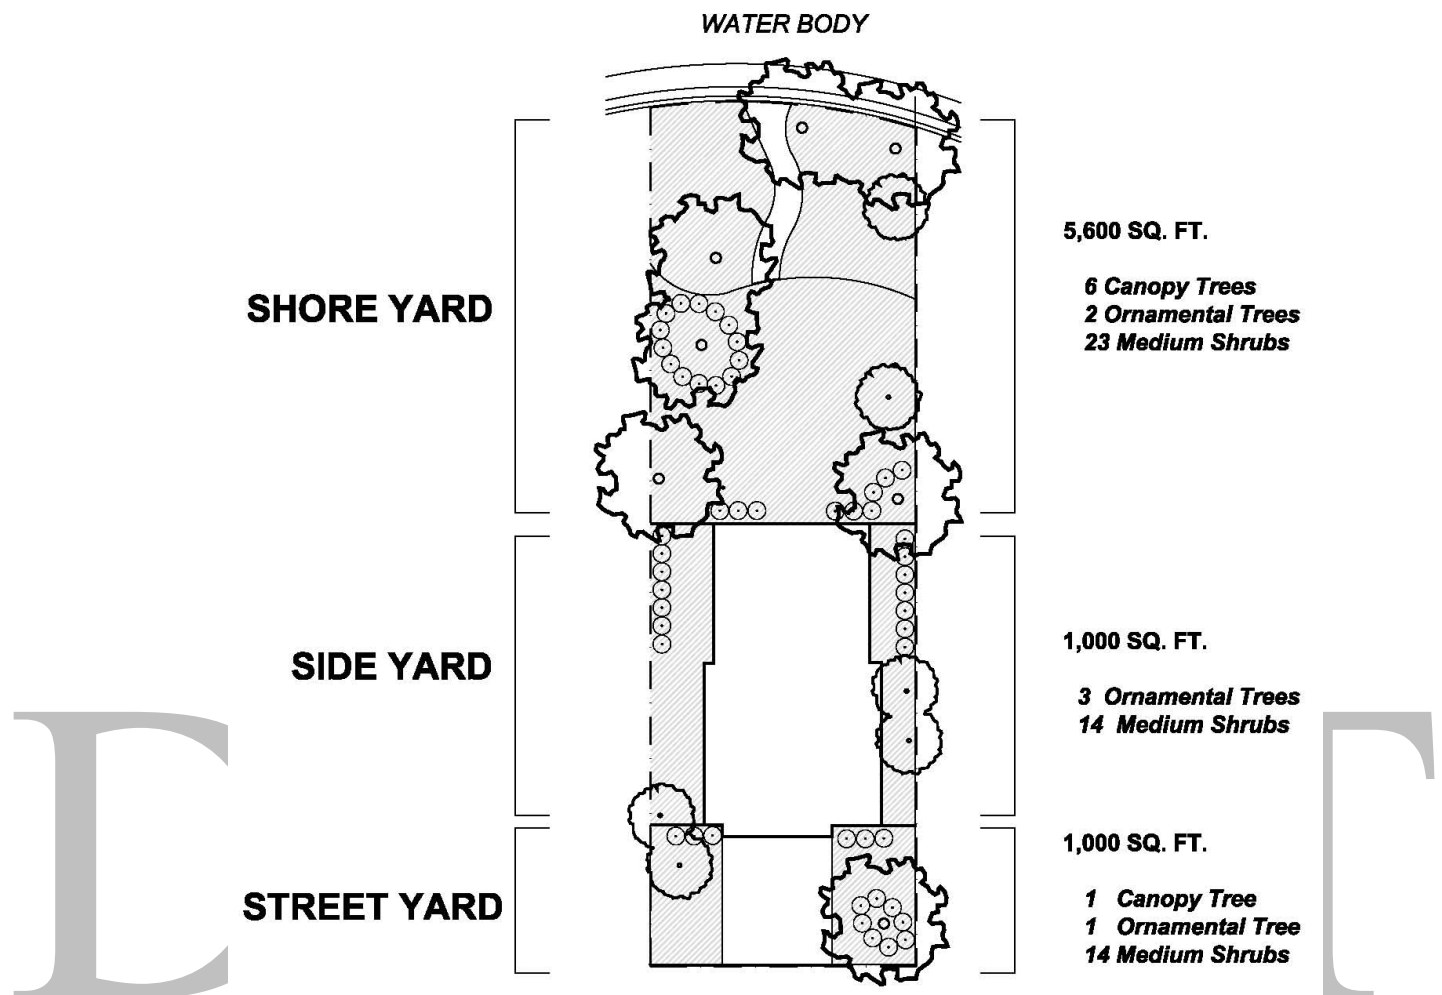 WATER BODY
SHORE YARD
5,600 SQ. FT.
6 Canopy Trees
2 Ornamental Trees
23 Medium Shrubs
SIDE YARD
1,000 SQ. FT.
3 Ornamental Trees
14 Medium Shrubs
STREET YARD
1,000 SQ. FT.
1 Canopy Tree
1 Ornamental Tree
14 Medium Shrubs
D T